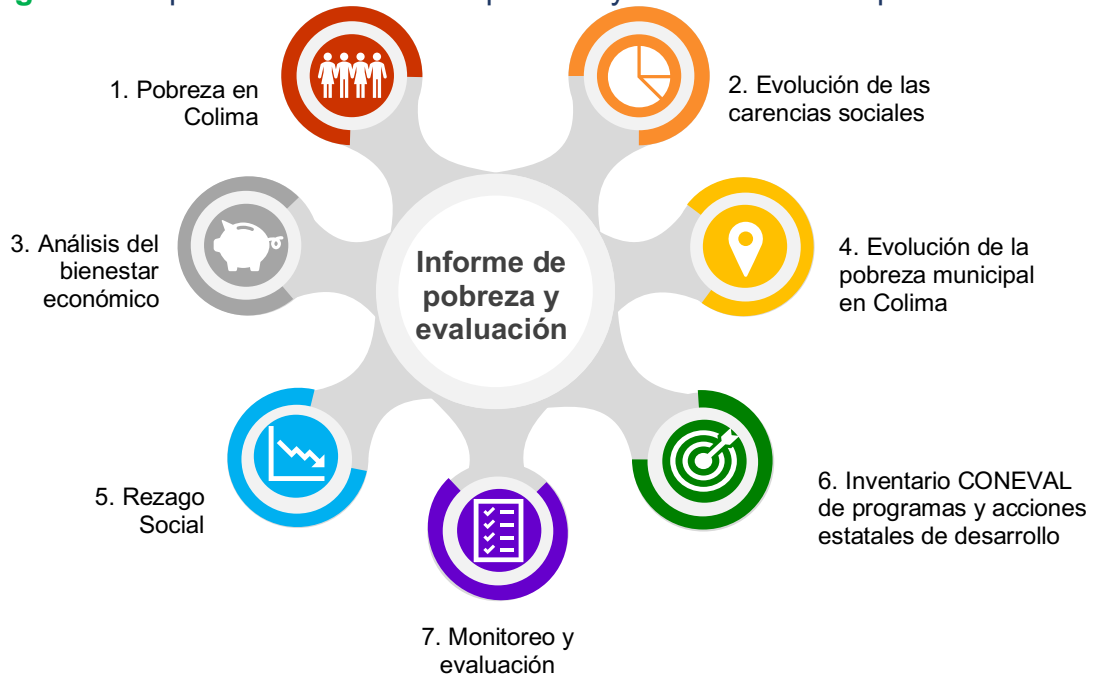 1. Pobreza en
Colima
2. Evolución de las
carencias sociales
3. Análisis del
bienestar
económico
Informe de
pobreza y
evaluación
4. Evolución de la
pobreza municipal
en Colima
5. Rezago
Social
6. Inventario CONEVAL
de programas y acciones
estatales de desarrollo
7. Monitoreo y
evaluación